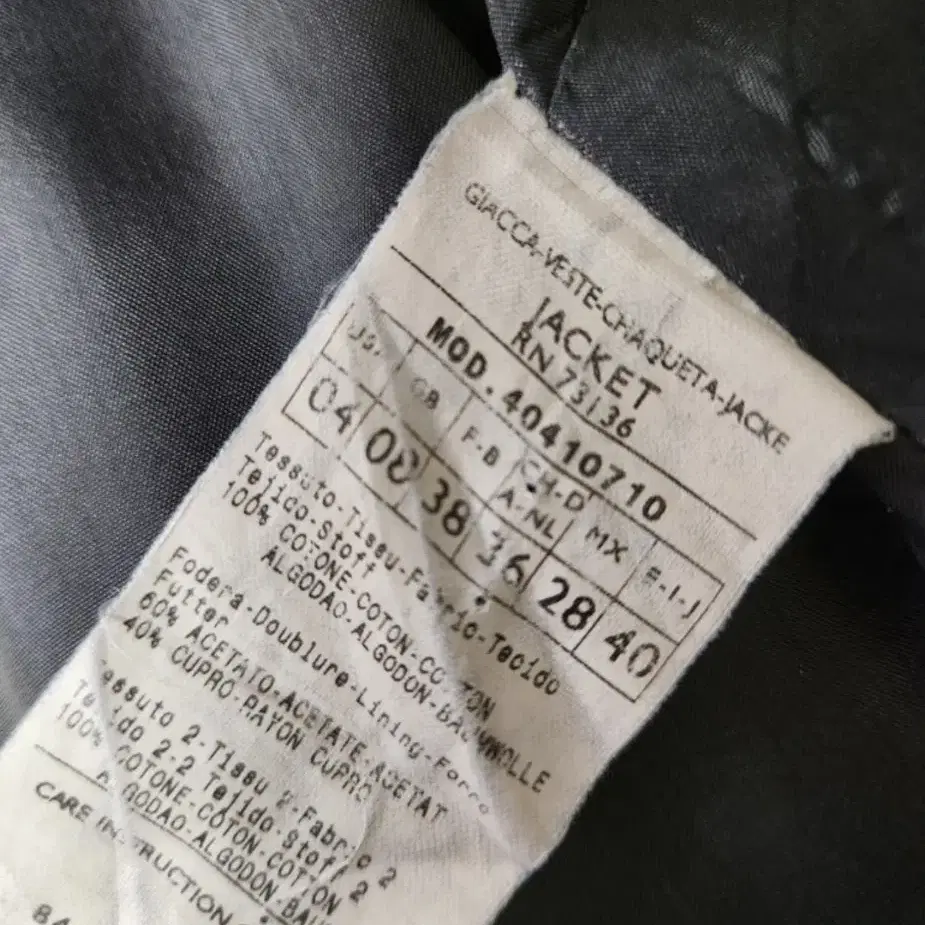 GIACCA-VESTE-CHAQUETA-JACKE
JACKET
RN 73136
MOD.40410710
USA GB F-B CH-D MX E-I-J
A-NL
04 08 38 36 28 40
Tessuto-Tissu-Fabric-Tecido
Tejido-Stoff
100% COTONE-COTON-COTTON
ALGODAO-ALGODON-BAUMWOLLE
Fodera-Doublure-Lining-Forro
Futter
60% ACETATO-ACETATE-ACETAT
40% CUPRO-RAYON CUPRO
Tessuto 2-Tissu 2-Fabric 2
Tejido 2-2 Tejido-Stoff 2
100% COTONE-COTON-COTTON
ALGODAO-ALGODON-BAU
CARE INSTRUCTION